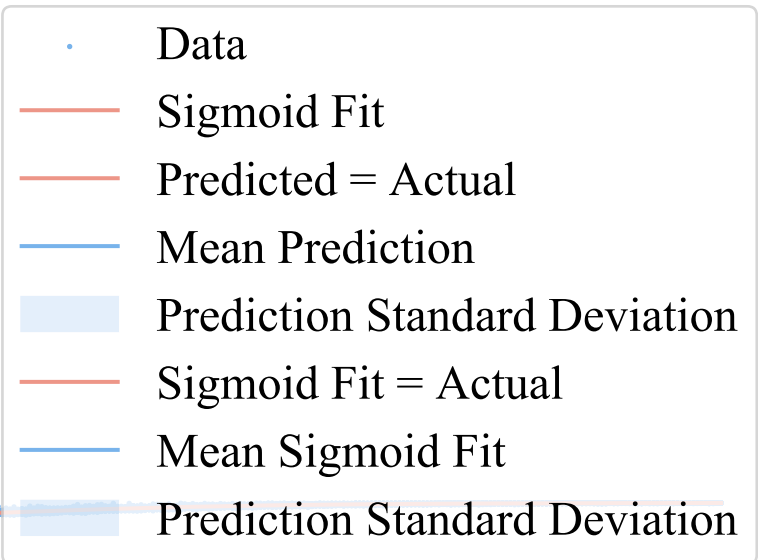 Data
Sigmoid Fit
Predicted = Actual
Mean Prediction
Prediction Standard Deviation
Sigmoid Fit = Actual
Mean Sigmoid Fit
Prediction Standard Deviation